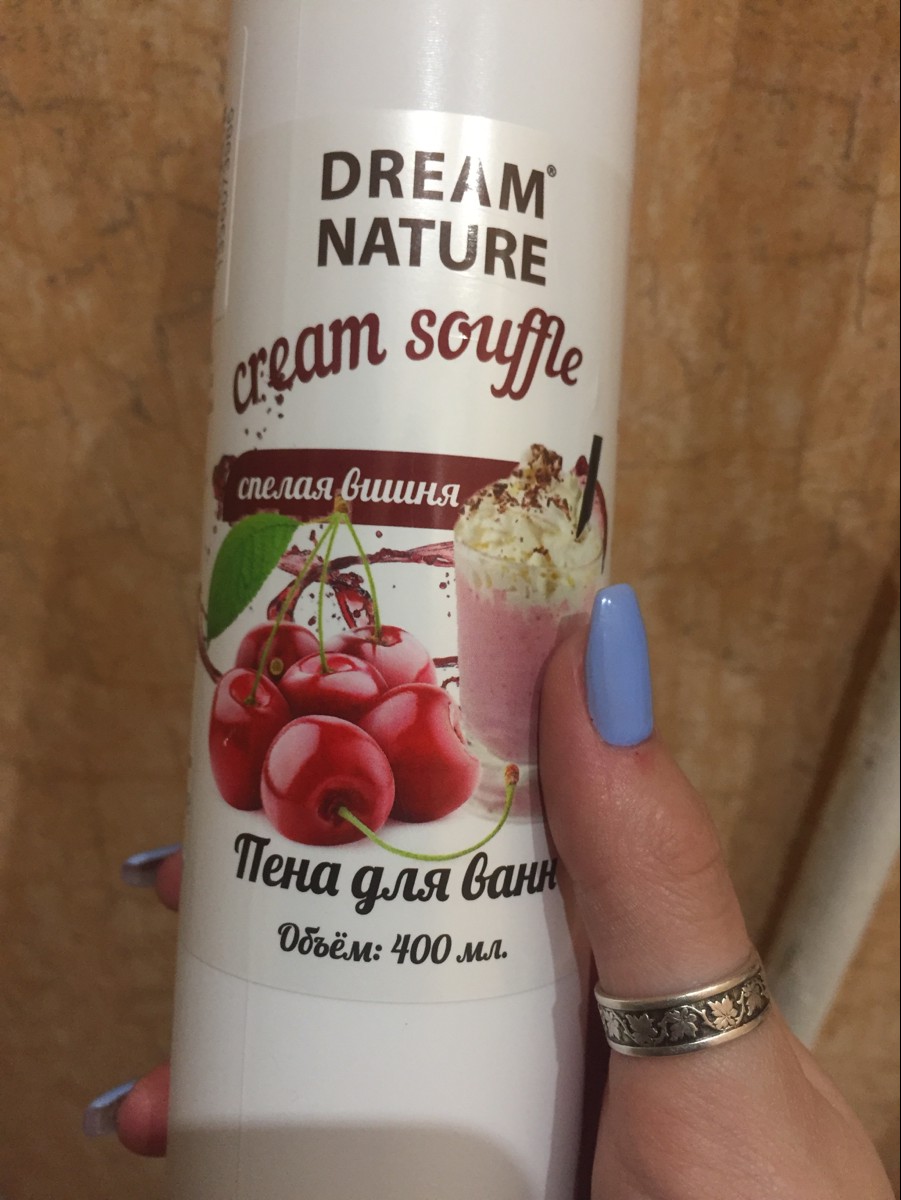 DREAM®
NATURE
cream souffle
спелая вишня
Пена для ванн
Объём: 400 мл.